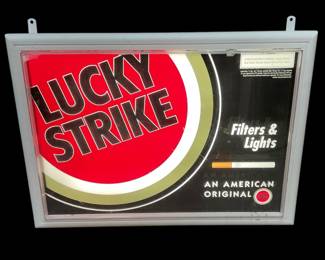 LUCKY
STRIKE
Filters &
Lights
AN AMERICAN
ORIGINAL